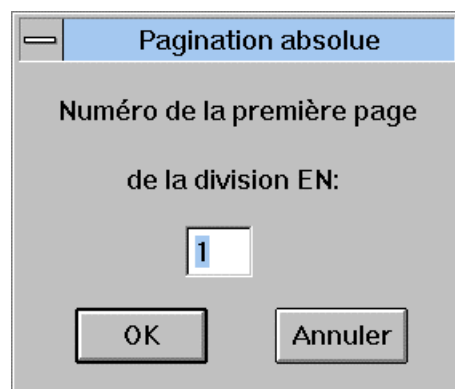 Pagination absolue
Numéro de la première page
de la division EN:
1
OK
Annuler